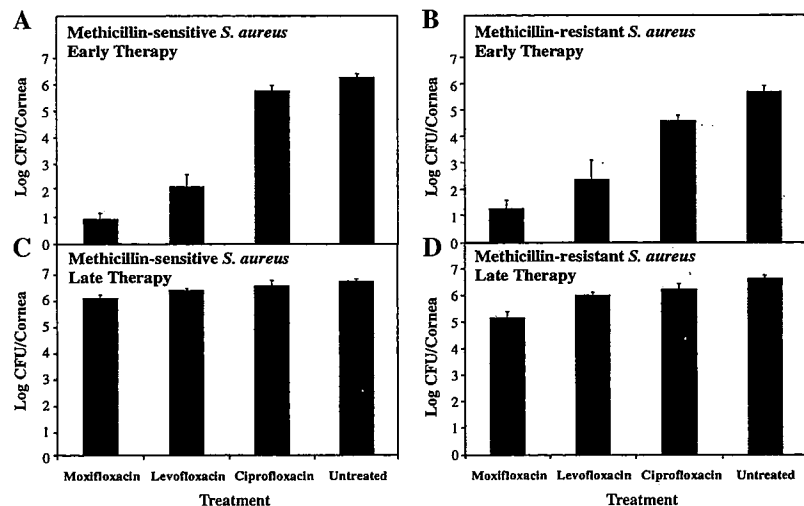 A
Methicillin-sensitive S. aureus
Early Therapy
Log CFU/Cornea
7
6
5
4
3
2
1
0
B
Methicillin-resistant S. aureus
Early Therapy
Log CFU/Cornea
7
6
5
4
3
2
1
0
C
Methicillin-sensitive S. aureus
Late Therapy
Log CFU/Cornea
7
6
5
4
3
2
1
0
Moxifloxacin Levofloxacin Ciprofloxacin Untreated
Treatment
D
Methicillin-resistant S. aureus
Late Therapy
Log CFU/Cornea
7
6
5
4
3
2
1
0
Moxifloxacin Levofloxacin Ciprofloxacin Untreated
Treatment